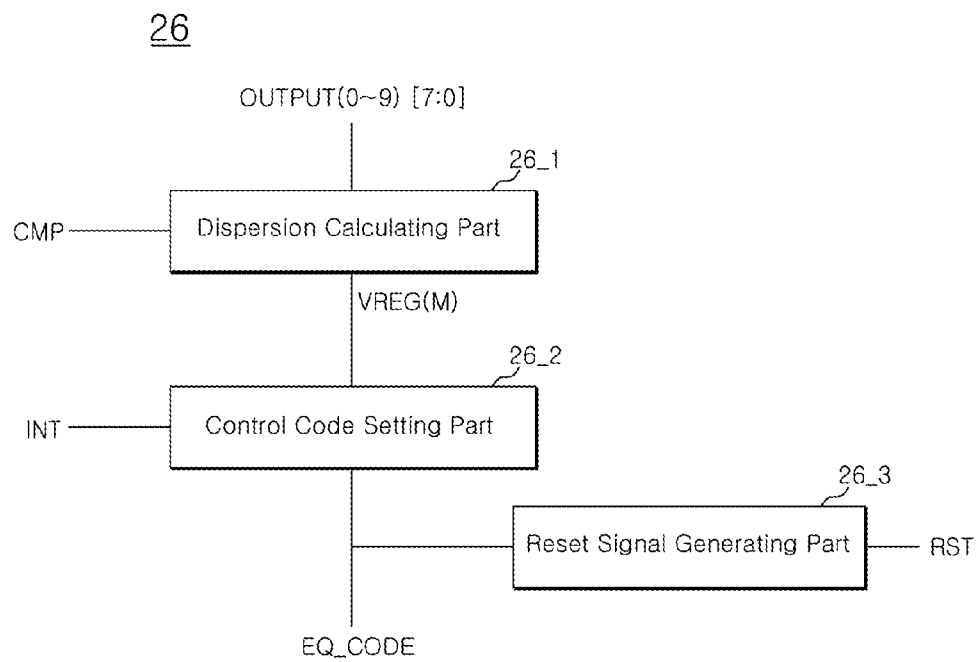 26
OUTPUT(0~9) [7:0]
26_1
CMP
Dispersion Calculating Part
VREG(M)
26_2
INT
Control Code Setting Part
26_3
Reset Signal Generating Part
RST
EQ_CODE